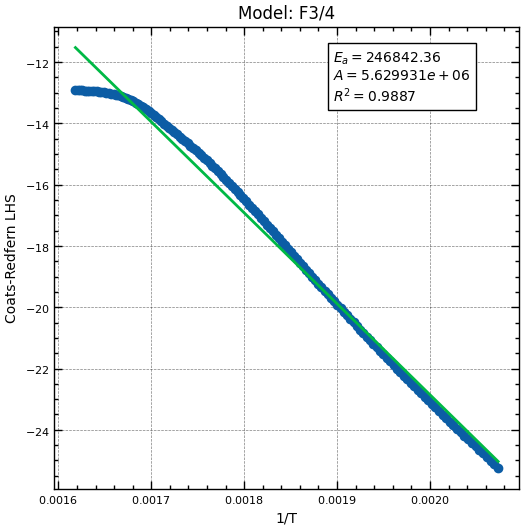 Model: F3/4
E_a = 246842.36
A = 5.629931e + 06
R^2 = 0.9887
−12
−14
−16
−18
−20
−22
−24
Coats-Redfern LHS
0.0016 0.0017 0.0018 0.0019 0.0020
1/T